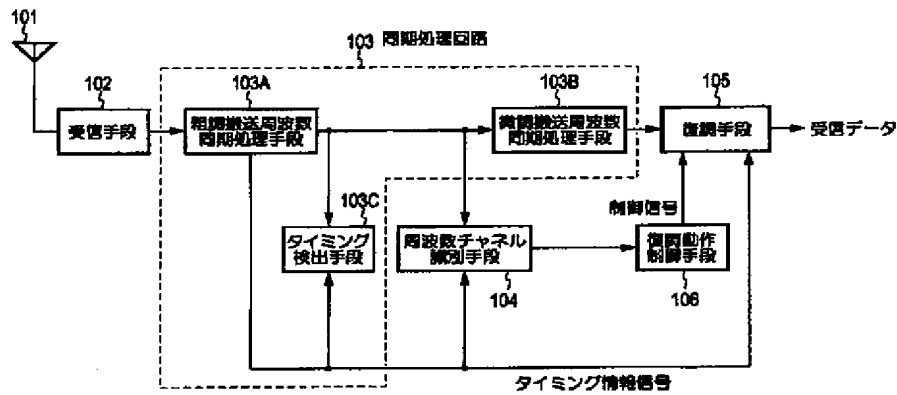 101
103 同期処理回路
102
103A
103B
105
受信手段
粗調搬送周波数
同期処理手段
微調搬送周波数
同期処理手段
復調手段
受信データ
103C
制御信号
タイミング
検出手段
周波数チャネル
識別手段
復調動作
制御手段
104
106
タイミング情報信号